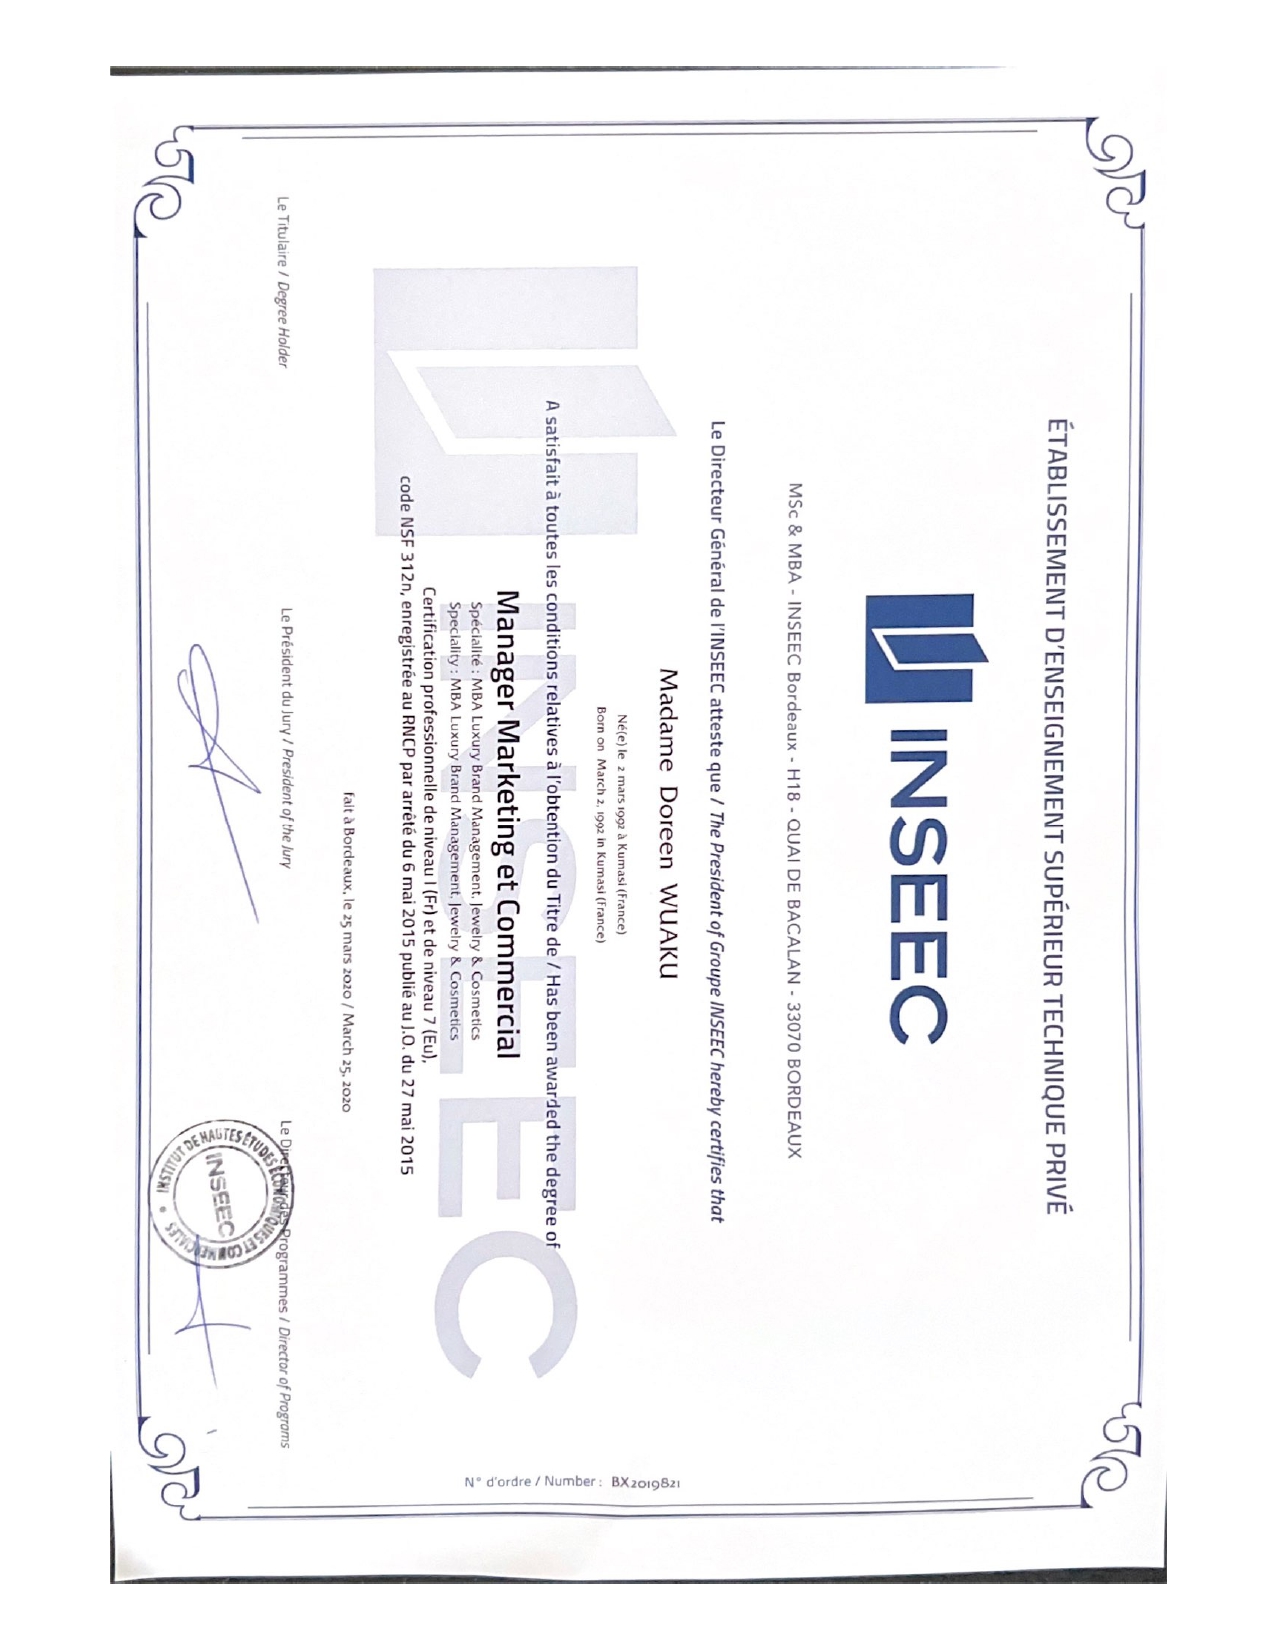 ÉTABLISSEMENT D'ENSEIGNEMENT SUPÉRIEUR TECHNIQUE PRIVÉ
INSEEC
MSc & MBA - INSEEC Bordeaux - H18 - QUAI DE BACALAN - 33070 BORDEAUX
Le Directeur Général de l'INSEEC atteste que / The President of Groupe INSEEC hereby certifies that
Madame Doreen WUAKU
Né(e) le 2 mars 1992 à Kumasi (France)
Born on March 2, 1992 in Kumasi (France)
INSEEC
A satisfait à toutes les conditions relatives à l'obtention du Titre de / Has been awarded the degree of
Manager Marketing et Commercial
Spécialité : MBA Luxury Brand Management, Jewelry & Cosmetics
Speciality : MBA Luxury Brand Management, Jewelry & Cosmetics
Certification professionnelle de niveau I (Fr) et de niveau 7 (Eu),
code NSF 312n, enregistrée au RNCP par arrêté du 6 mai 2015 publié au J.O. du 27 mai 2015
fait à Bordeaux, le 25 mars 2020 / March 25, 2020
N° d'ordre / Number : BX2019B21
Le Titulaire / Degree Holder
Le Président du Jury / President of the Jury
Le Directeur des Programmes / Director of Programs
INSTITUT DE HAUTES ÉTUDES ÉCONOMIQUES ET COMMERCIALES
INSEEC